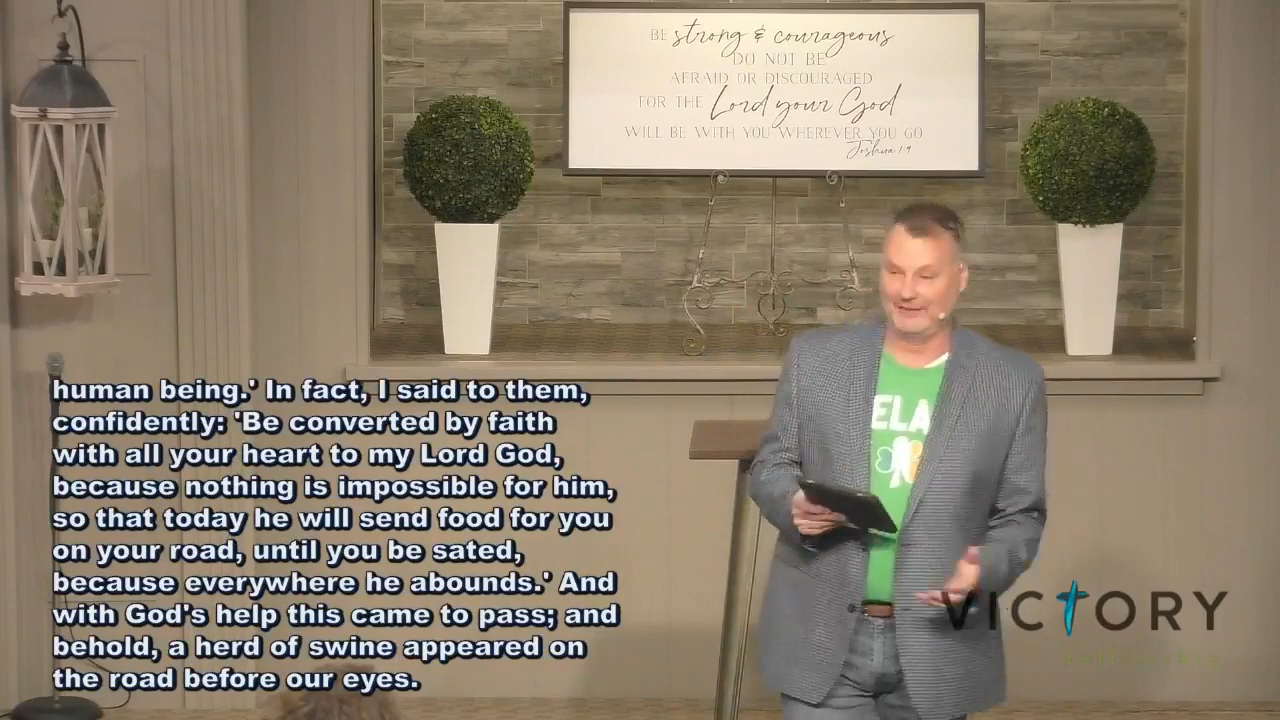 BE strong & courageous
DO NOT BE
AFRAID OR DISCOURAGED
FOR THE Lord your God
WILL BE WITH YOU WHEREVER YOU GO
Joshua 1:9
human being.' In fact, I said to them,
confidently: 'Be converted by faith
with all your heart to my Lord God,
because nothing is impossible for him,
so that today he will send food for you
on your road, until you be sated,
because everywhere he abounds.' And
with God's help this came to pass; and
behold, a herd of swine appeared on
the road before our eyes.
ELA
VICTORY